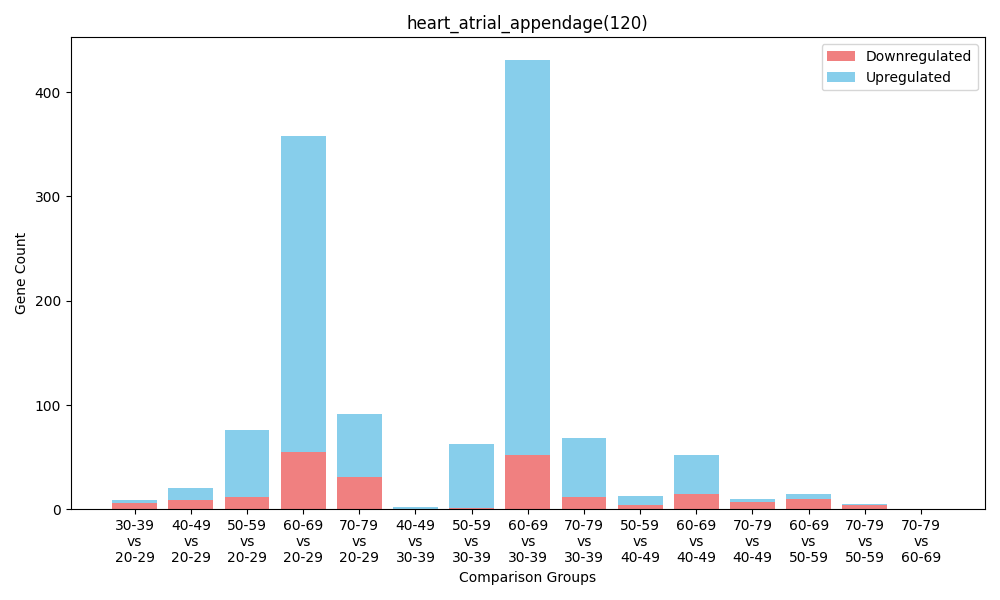 heart_atrial_appendage(120)
Downregulated
Upregulated
Gene Count
400
300
200
100
0
30-39 40-49 50-59 60-69 70-79 40-49 50-59 60-69 70-79 50-59 60-69 70-79 60-69 70-79 70-79
vs vs vs vs vs vs vs vs vs vs vs vs vs vs vs
20-29 20-29 20-29 20-29 20-29 30-39 30-39 30-39 30-39 40-49 40-49 40-49 50-59 50-59 60-69
Comparison Groups